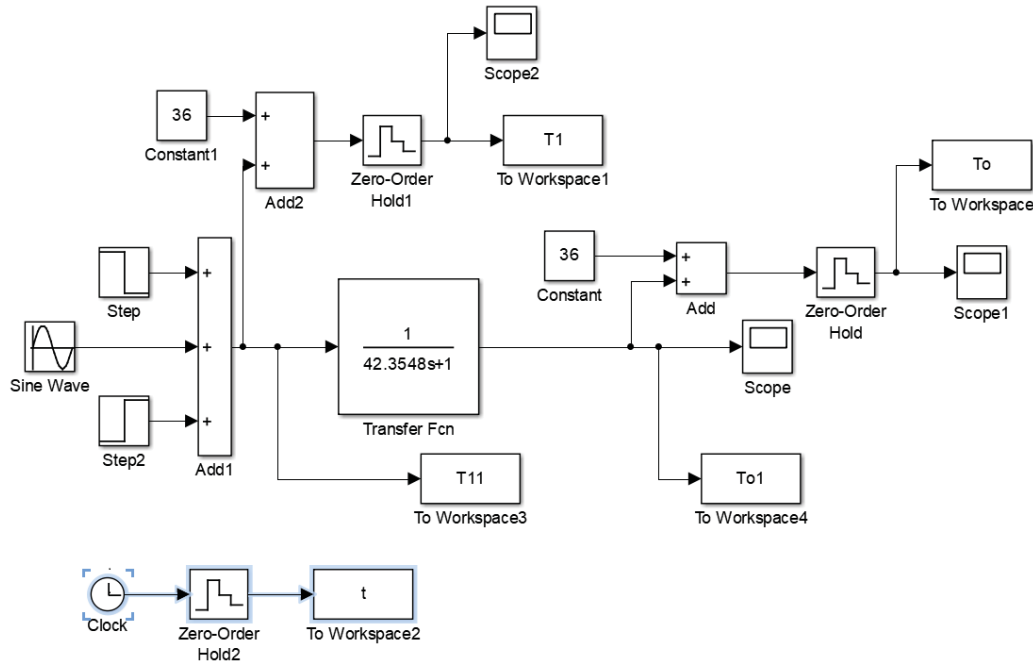 Scope2
36
Constant1
+
+
Add2
Zero-Order
Hold1
T1
To Workspace1
To
To Workspace
Step
Sine Wave
Step2
+
+
+
Add1
1
42.3548s+1
Transfer Fcn
36
Constant
+
+
Add
Zero-Order
Hold
Scope1
Scope
T11
To Workspace3
To1
To Workspace4
Clock
Zero-Order
Hold2
t
To Workspace2